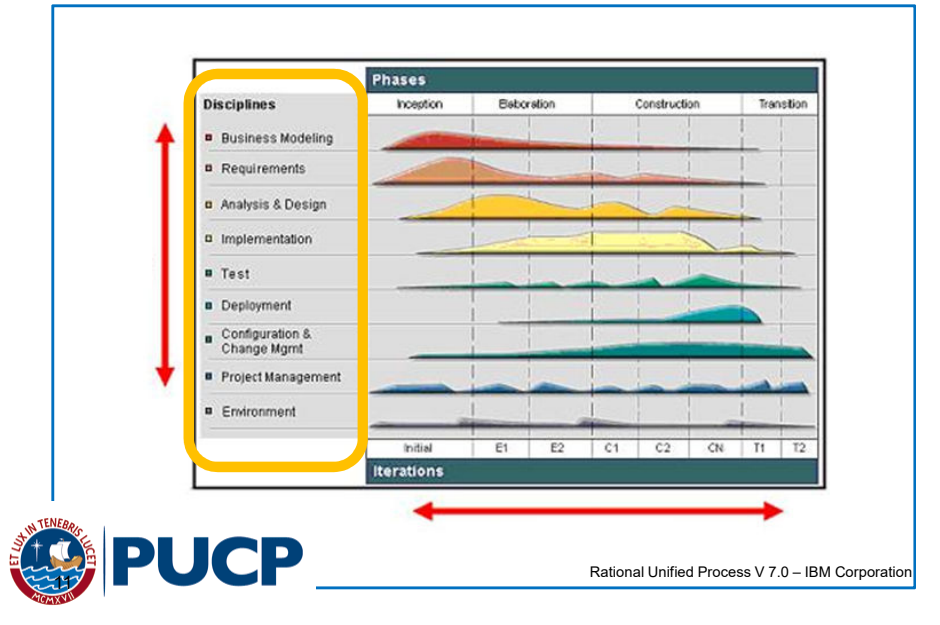 Phases
Disciplines
Inception Elaboration Construction Transition
Business Modeling
Requirements
Analysis & Design
Implementation
Test
Deployment
Configuration &
Change Mgmt
Project Management
Environment
Initial E1 E2 C1 C2 CN T1 T2
Iterations
ET LUX IN TENEBRIS LUCET
MCMXVII
11
PUCP
Rational Unified Process V 7.0 – IBM Corporation